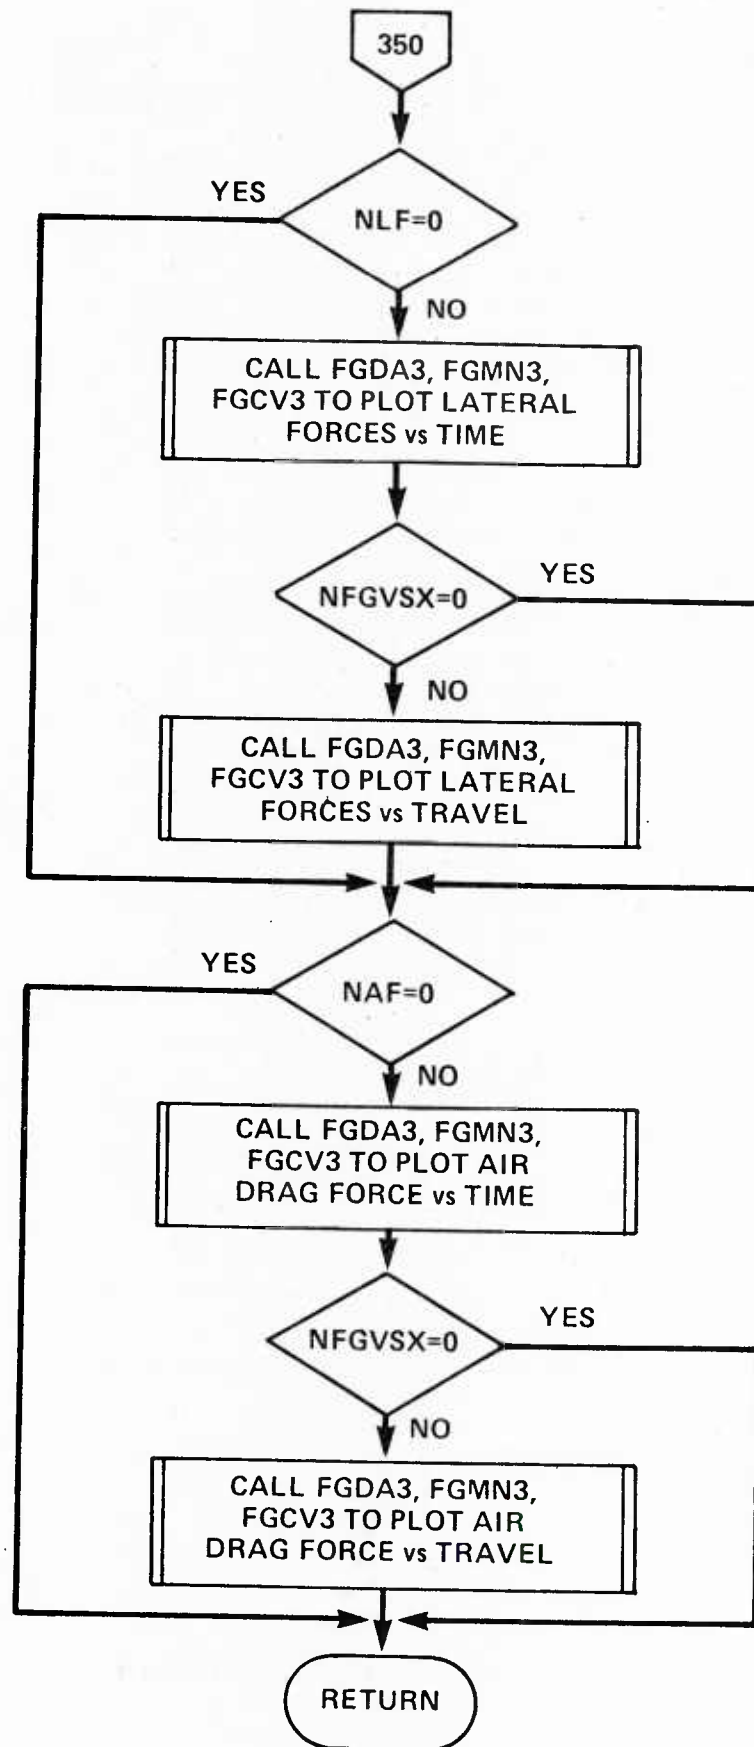 350
YES
NLF=0
NO
CALL FGDA3, FGMN3,
FGCV3 TO PLOT LATERAL
FORCES vs TIME
NFGVSX=0
YES
NO
CALL FGDA3, FGMN3,
FGCV3 TO PLOT LATERAL
FORCES vs TRAVEL
YES
NAF=0
NO
CALL FGDA3, FGMN3,
FGCV3 TO PLOT AIR
DRAG FORCE vs TIME
YES
NFGVSX=0
NO
CALL FGDA3, FGMN3,
FGCV3 TO PLOT AIR
DRAG FORCE vs TRAVEL
RETURN